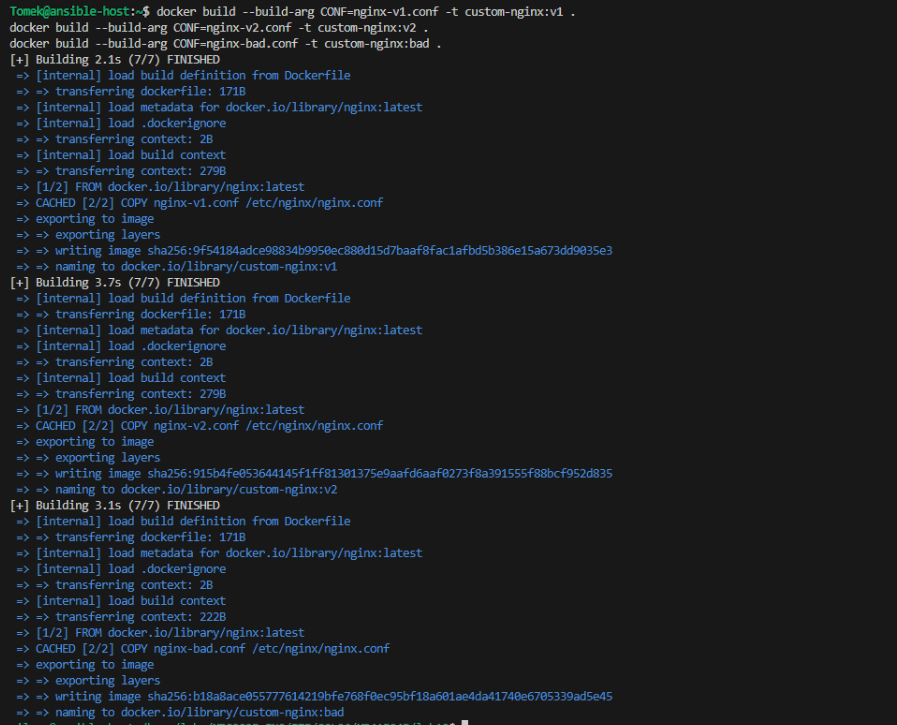 Tomek@ansible-host:~$ docker build --build-arg CONF=nginx-v1.conf -t custom-nginx:v1 .
docker build --build-arg CONF=nginx-v2.conf -t custom-nginx:v2 .
docker build --build-arg CONF=nginx-bad.conf -t custom-nginx:bad .
[+] Building 2.1s (7/7) FINISHED
=> [internal] load build definition from Dockerfile
=> => transferring dockerfile: 171B
=> [internal] load metadata for docker.io/library/nginx:latest
=> [internal] load .dockerignore
=> => transferring context: 2B
=> [internal] load build context
=> => transferring context: 279B
=> [1/2] FROM docker.io/library/nginx:latest
=> CACHED [2/2] COPY nginx-v1.conf /etc/nginx/nginx.conf
=> exporting to image
=> => exporting layers
=> => writing image sha256:9f54184adce98834b9950ec880d15d7baaf8fac1afbd5b386e15a673dd9035e3
=> => naming to docker.io/library/custom-nginx:v1
[+] Building 3.7s (7/7) FINISHED
=> [internal] load build definition from Dockerfile
=> => transferring dockerfile: 171B
=> [internal] load metadata for docker.io/library/nginx:latest
=> [internal] load .dockerignore
=> => transferring context: 2B
=> [internal] load build context
=> => transferring context: 279B
=> [1/2] FROM docker.io/library/nginx:latest
=> CACHED [2/2] COPY nginx-v2.conf /etc/nginx/nginx.conf
=> exporting to image
=> => exporting layers
=> => writing image sha256:915b4fe053644145f1ff81301375e9aafd6aaf0273f8a391555f88bcf952d835
=> => naming to docker.io/library/custom-nginx:v2
[+] Building 3.1s (7/7) FINISHED
=> [internal] load build definition from Dockerfile
=> => transferring dockerfile: 171B
=> [internal] load metadata for docker.io/library/nginx:latest
=> [internal] load .dockerignore
=> => transferring context: 2B
=> [internal] load build context
=> => transferring context: 222B
=> [1/2] FROM docker.io/library/nginx:latest
=> CACHED [2/2] COPY nginx-bad.conf /etc/nginx/nginx.conf
=> exporting to image
=> => exporting layers
=> => writing image sha256:b18a8ace055777614219bfe768f0ec95bf18a601ae4da41740e6705339ad5e45
=> => naming to docker.io/library/custom-nginx:bad